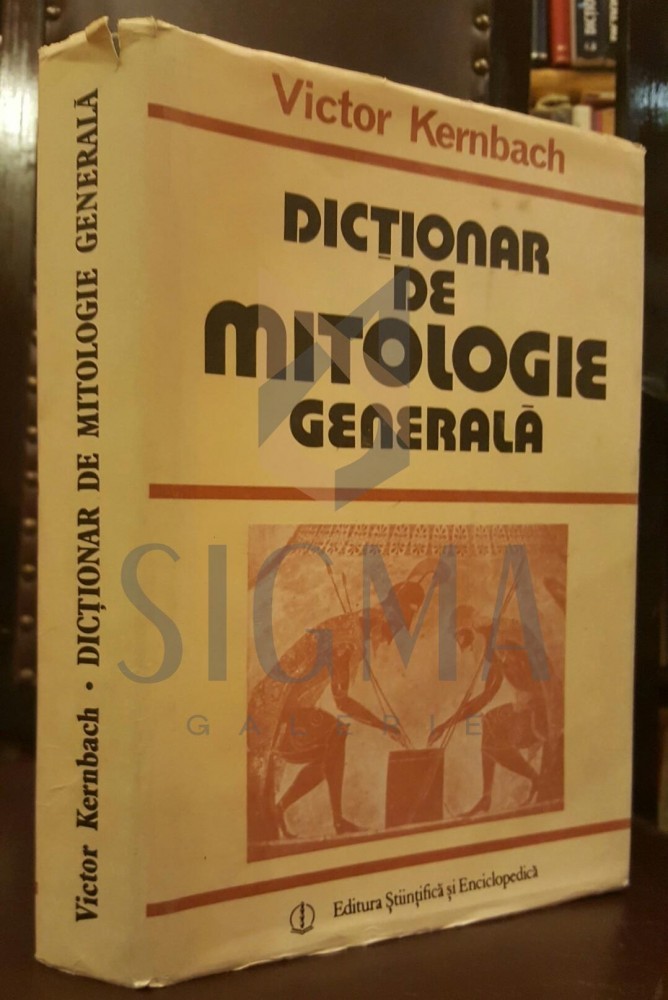 Victor Kernbach • DICȚIONAR DE MITOLOGIE GENERALĂ
Victor Kernbach
DICȚIONAR
DE
MITOLOGIE
GENERALĂ
SIGMA
GALERIE
Editura Științifică și Enciclopedică